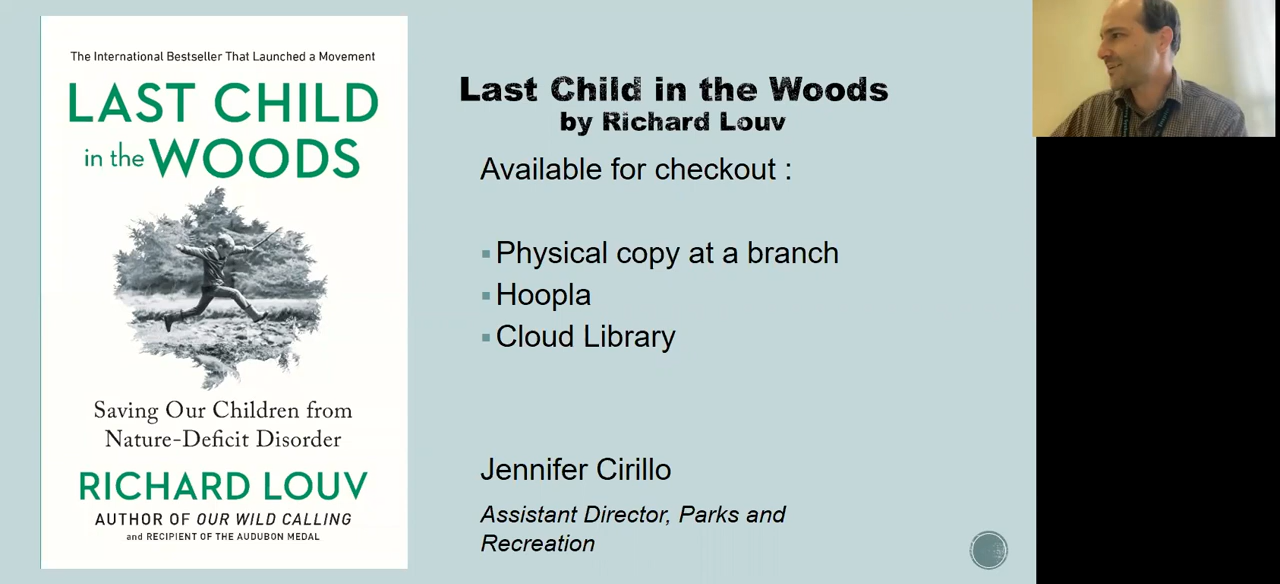 The International Bestseller That Launched a Movement
LAST CHILD
in the WOODS
Saving Our Children from
Nature-Deficit Disorder
RICHARD LOUV
AUTHOR OF OUR WILD CALLING
and RECIPIENT OF THE AUDUBON MEDAL
Last Child in the Woods
by Richard Louv
Available for checkout :
Physical copy at a branch
Hoopla
Cloud Library
Jennifer Cirillo
Assistant Director, Parks and
Recreation